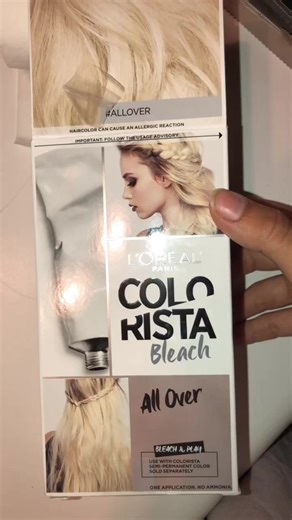 #ALLOVER
HAIRCOLOR CAN CAUSE AN ALLERGIC REACTION
IMPORTANT: FOLLOW THE USAGE ADVISORY
L'ORÉAL
PARIS
COLO
RISTA
Bleach
All Over
BLEACH & PLAY
USE WITH COLORISTA
SEMI-PERMANENT COLOR
SOLD SEPARATELY
ONE APPLICATION, NO AMMONIA